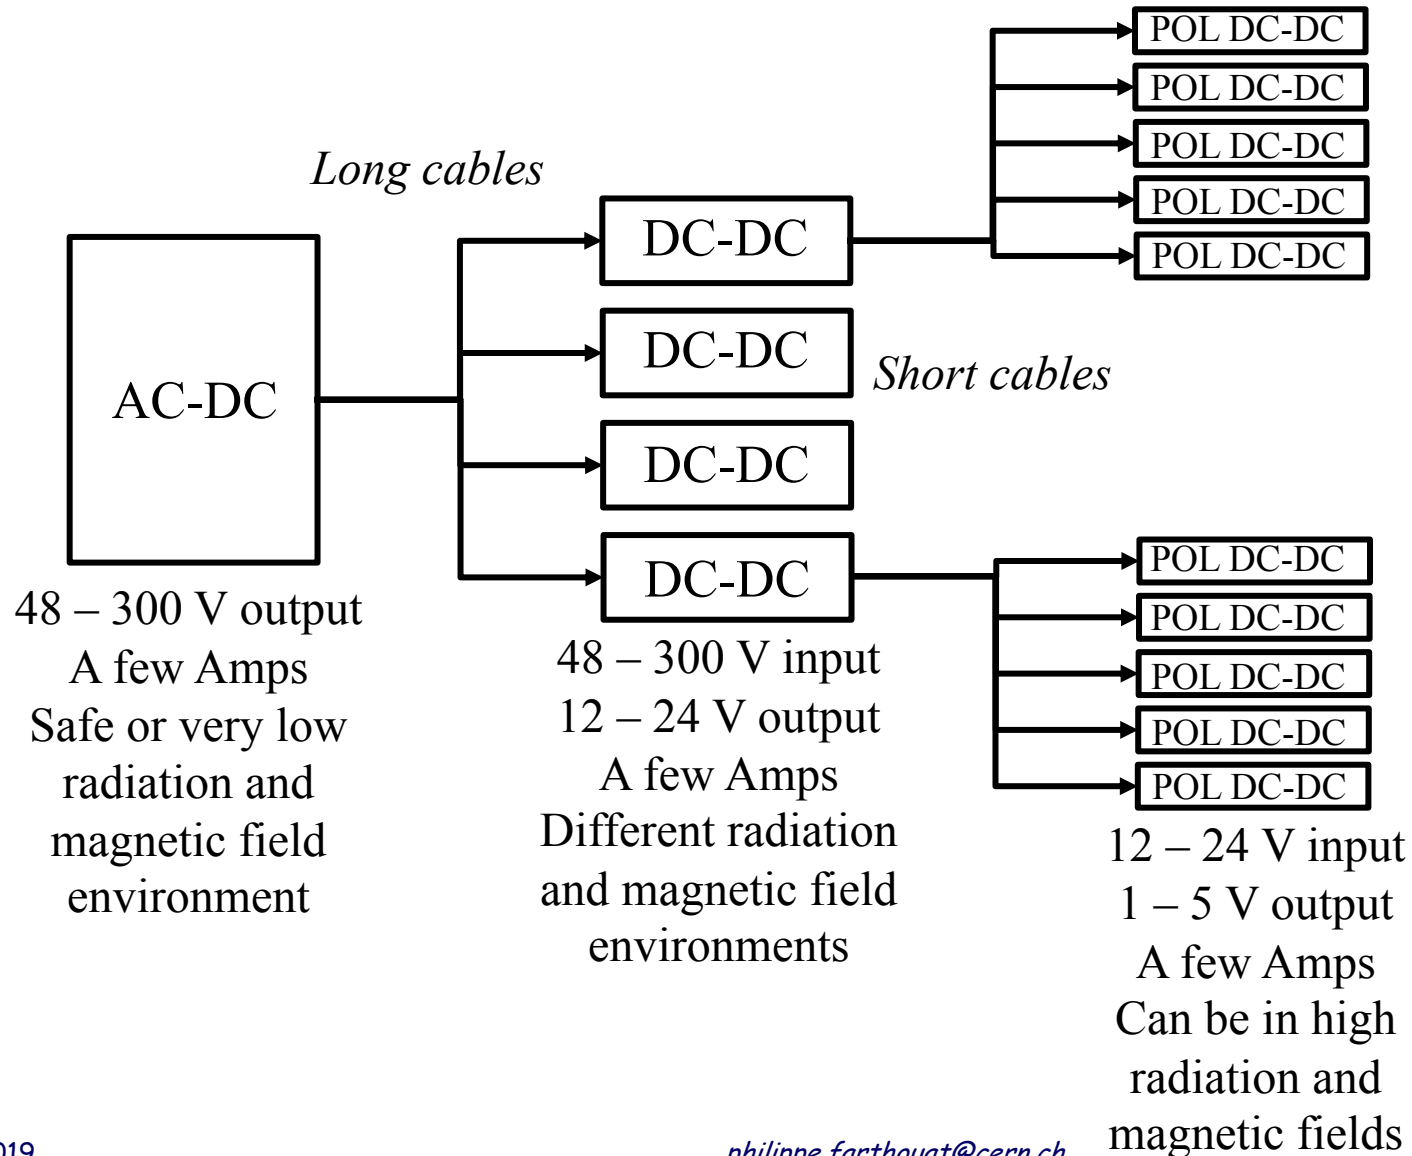 POL DC-DC
POL DC-DC
POL DC-DC
POL DC-DC
POL DC-DC
Long cables
AC-DC
DC-DC
DC-DC
DC-DC
DC-DC
Short cables
POL DC-DC
POL DC-DC
POL DC-DC
POL DC-DC
POL DC-DC
48 – 300 V output
A few Amps
Safe or very low
radiation and
magnetic field
environment
48 – 300 V input
12 – 24 V output
A few Amps
Different radiation
and magnetic field
environments
12 – 24 V input
1 – 5 V output
A few Amps
Can be in high
radiation and
magnetic fields
philippe.farthouat@cern.ch